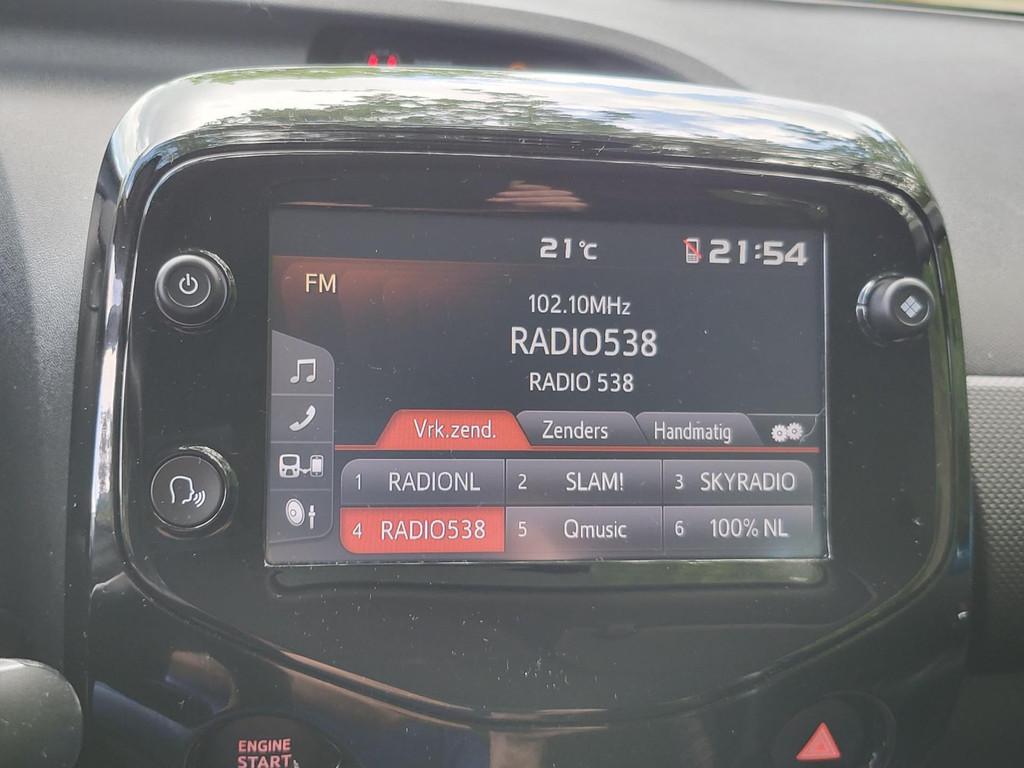 21°C
21:54
FM
102.10MHz
RADIO538
RADIO 538
Vrk.zend. Zenders Handmatig
1 RADIONL 2 SLAM! 3 SKYRADIO
4 RADIO538 5 Qmusic 6 100% NL
ENGINE
START